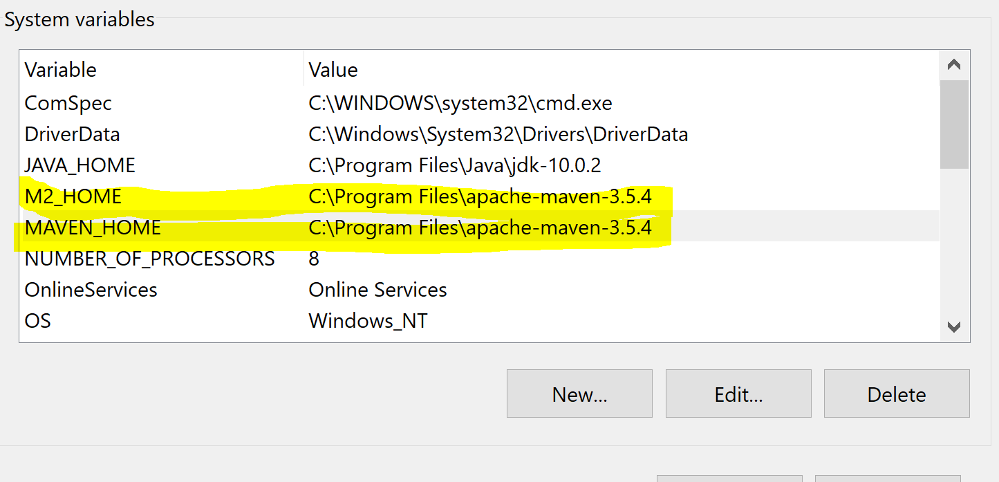 System variables
Variable Value
ComSpec C:\WINDOWS\system32\cmd.exe
DriverData C:\Windows\System32\Drivers\DriverData
JAVA_HOME C:\Program Files\Java\jdk-10.0.2
M2_HOME C:\Program Files\apache-maven-3.5.4
MAVEN_HOME C:\Program Files\apache-maven-3.5.4
NUMBER_OF_PROCESSORS 8
OnlineServices Online Services
OS Windows_NT
New... Edit... Delete